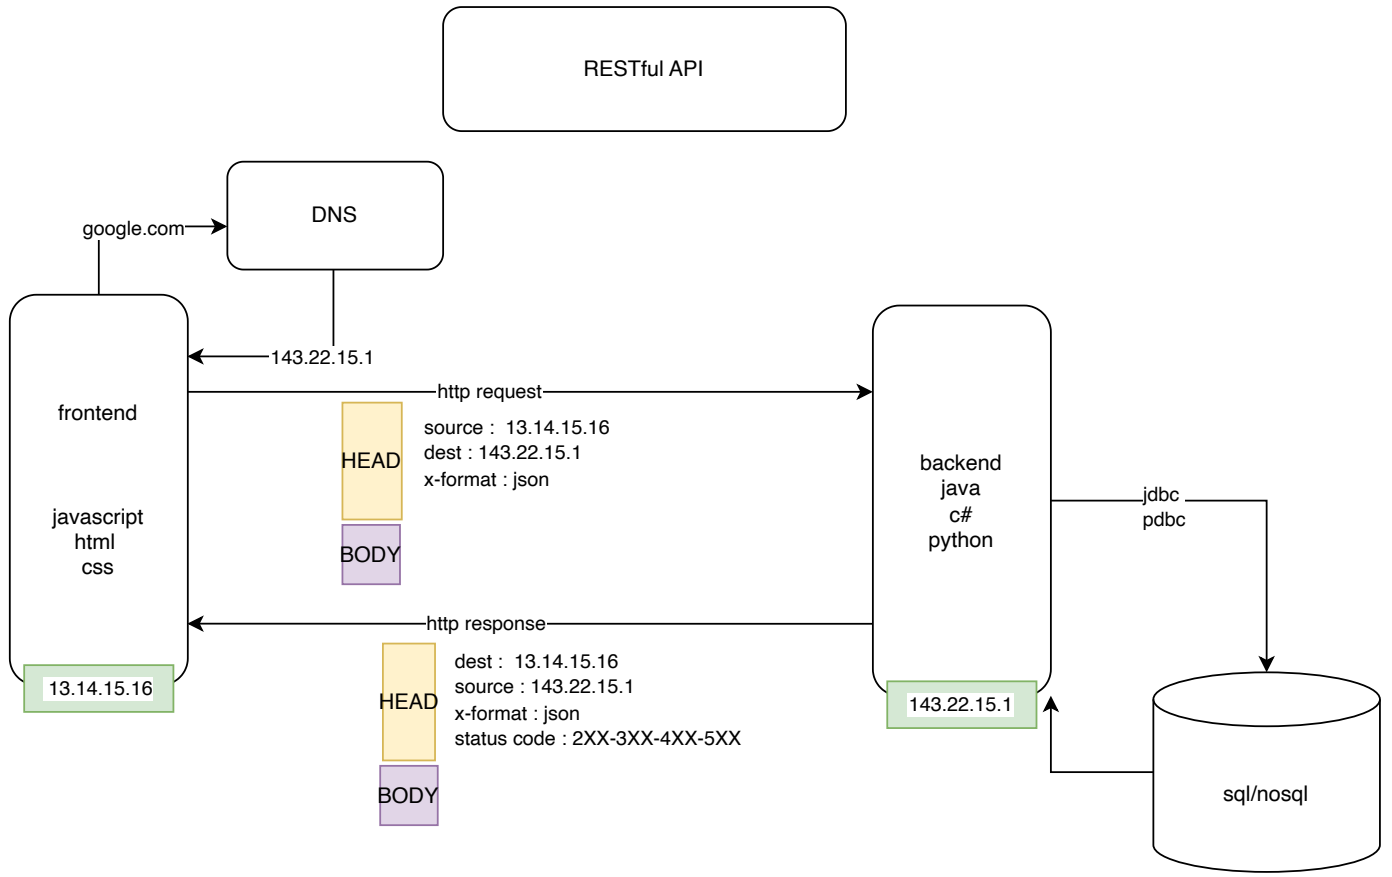 RESTful API
DNS
google.com
143.22.15.1
frontend
javascript
html
css
13.14.15.16
http request
HEAD
source :  13.14.15.16
dest : 143.22.15.1
x-format : json
BODY
http response
HEAD
dest :  13.14.15.16
source : 143.22.15.1
x-format : json
status code : 2XX-3XX-4XX-5XX
BODY
backend
java
c#
python
143.22.15.1
jdbc
pdbc
sql/nosql